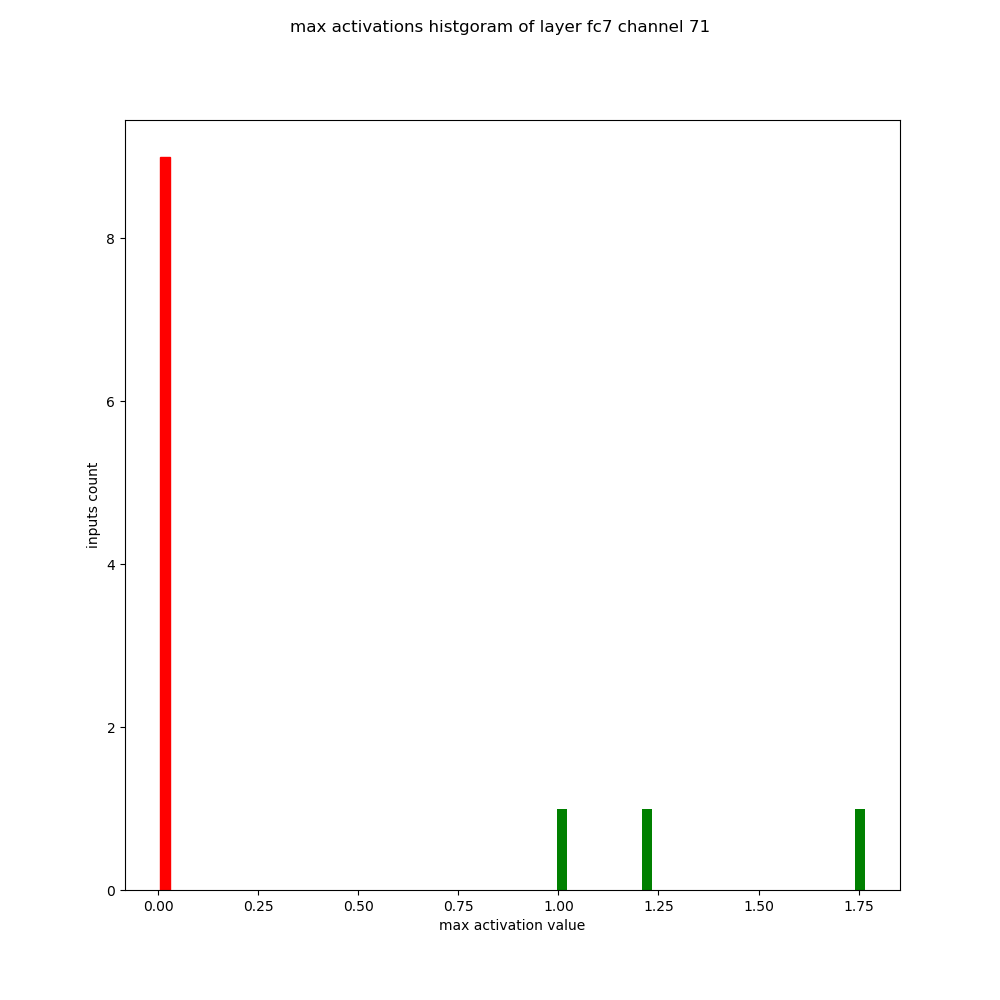 max activations histgoram of layer fc7 channel 71
8
6
4
2
0
inputs count
0.00 0.25 0.50 0.75 1.00 1.25 1.50 1.75
max activation value